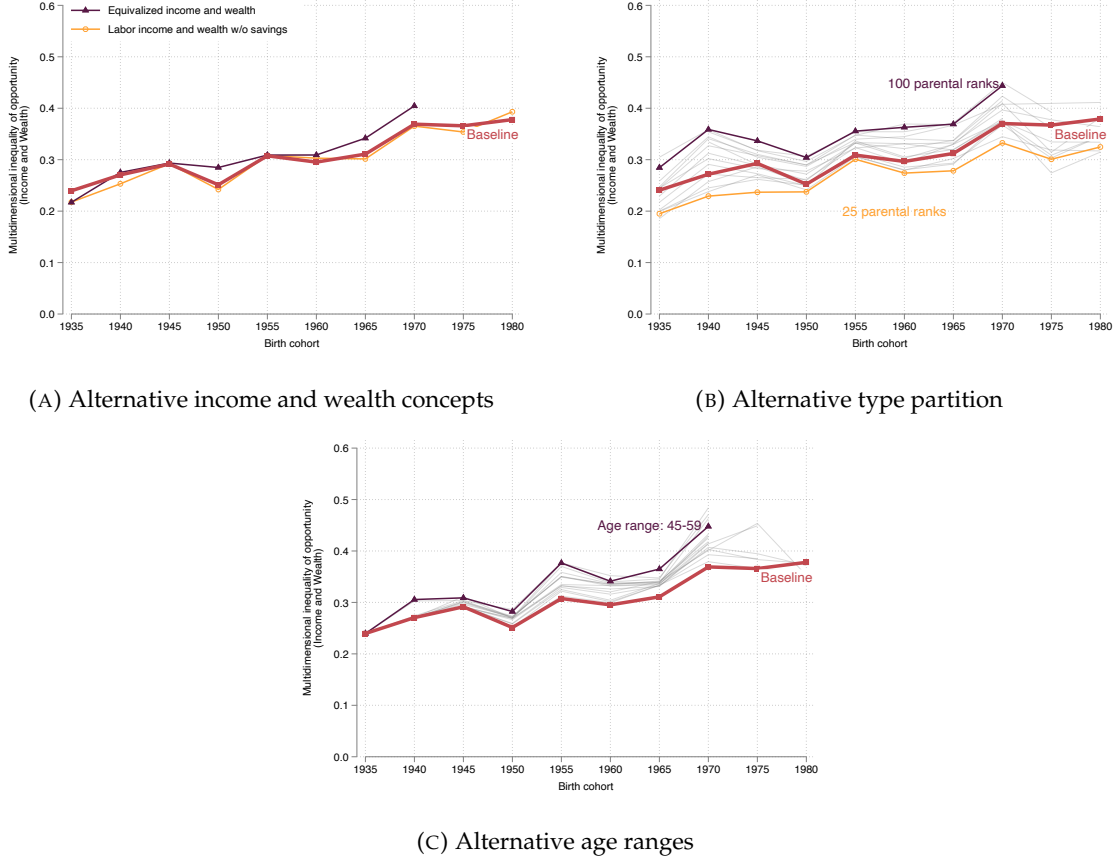 Equivalized income and wealth
Labor income and wealth w/o savings
Multidimensional inequality of opportunity
(Income and Wealth)
0.6
0.5
0.4
0.3
0.2
0.1
0.0
Baseline
1935 1940 1945 1950 1955 1960 1965 1970 1975 1980
Birth cohort
(A) Alternative income and wealth concepts
Multidimensional inequality of opportunity
(Income and Wealth)
0.6
0.5
0.4
0.3
0.2
0.1
0.0
100 parental ranks
Baseline
25 parental ranks
1935 1940 1945 1950 1955 1960 1965 1970 1975 1980
Birth cohort
(B) Alternative type partition
Multidimensional inequality of opportunity
(Income and Wealth)
0.6
0.5
0.4
0.3
0.2
0.1
0.0
Age range: 45-59
Baseline
1935 1940 1945 1950 1955 1960 1965 1970 1975 1980
Birth cohort
(C) Alternative age ranges